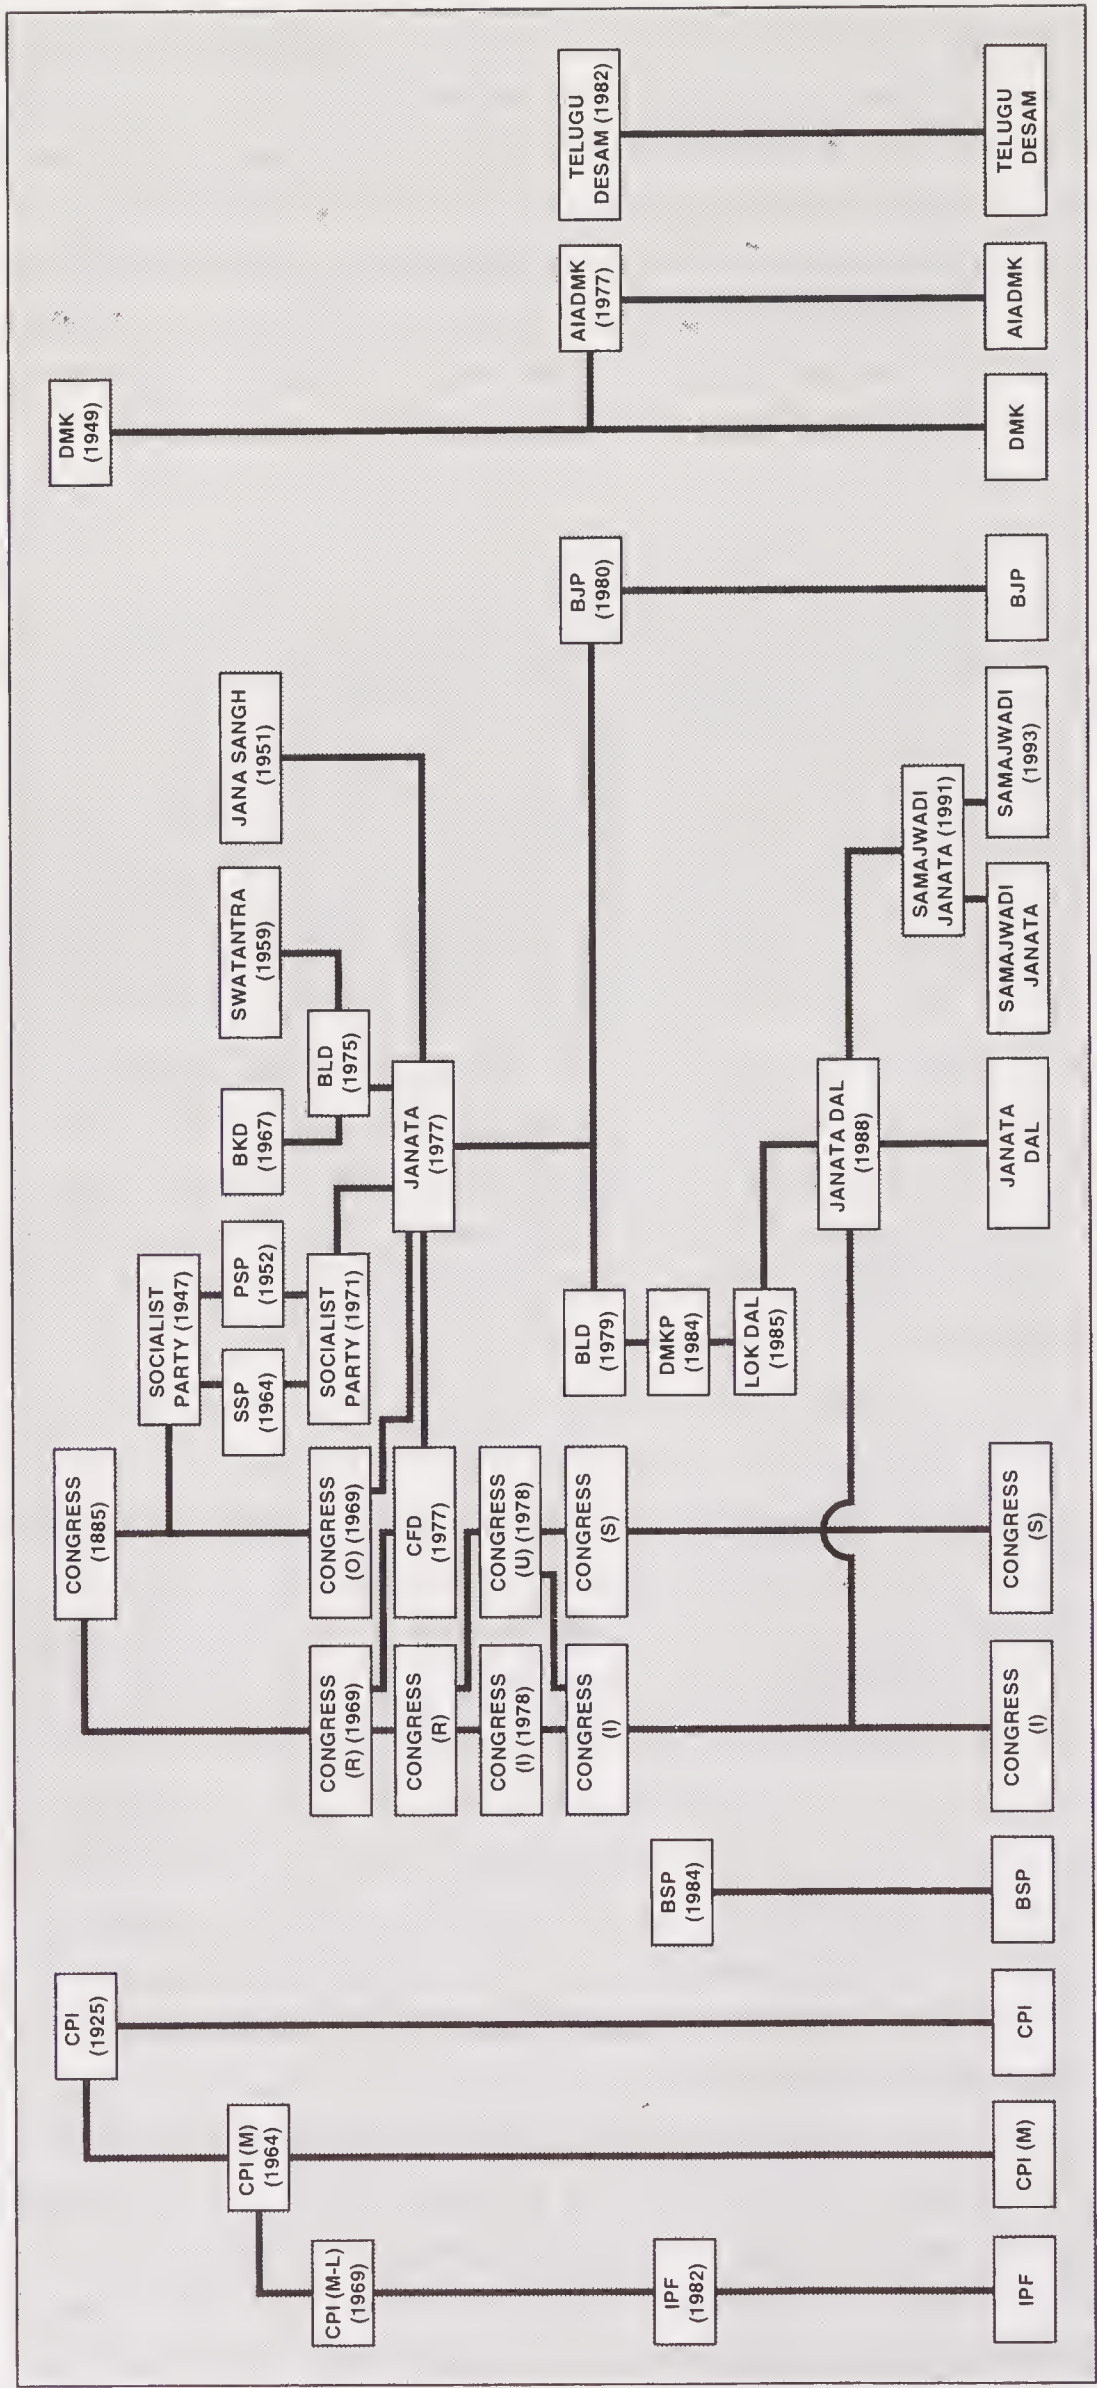 CONGRESS
(1885)
CPI
(1925)
DMK
(1949)
SOCIALIST
PARTY (1947)
CPI (M)
(1964)
SSP
(1964)
PSP
(1952)
BKD
(1967)
SWATANTRA
(1959)
JANA SANGH
(1951)
CPI (M-L)
(1969)
CONGRESS
(R) (1969)
CONGRESS
(O) (1969)
SOCIALIST
PARTY (1971)
BLD
(1975)
CONGRESS
(R)
CFD
(1977)
JANATA
(1977)
CONGRESS
(I) (1978)
CONGRESS
(U) (1978)
CONGRESS
(I)
CONGRESS
(S)
BLD
(1979)
BJP
(1980)
AIADMK
(1977)
TELUGU
DESAM (1982)
IPF
(1982)
BSP
(1984)
DMKP
(1984)
LOK DAL
(1985)
JANATA DAL
(1988)
SAMAJWADI
JANATA (1991)
IPF
CPI (M)
CPI
BSP
CONGRESS
(I)
CONGRESS
(S)
JANATA
DAL
SAMAJWADI
JANATA
SAMAJWADI
(1993)
BJP
DMK
AIADMK
TELUGU
DESAM